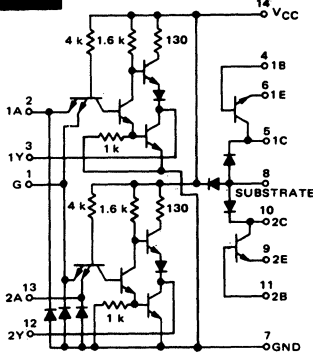 14
VCC
4 k
1.6 k
130
4
1B
6
1E
1A 2
5
1C
1 k
3
1Y
1
G
8
SUBSTRATE
4 k
1.6 k
130
10
2C
9
2E
13
2A
11
2B
1 k
12
2Y
7
GND